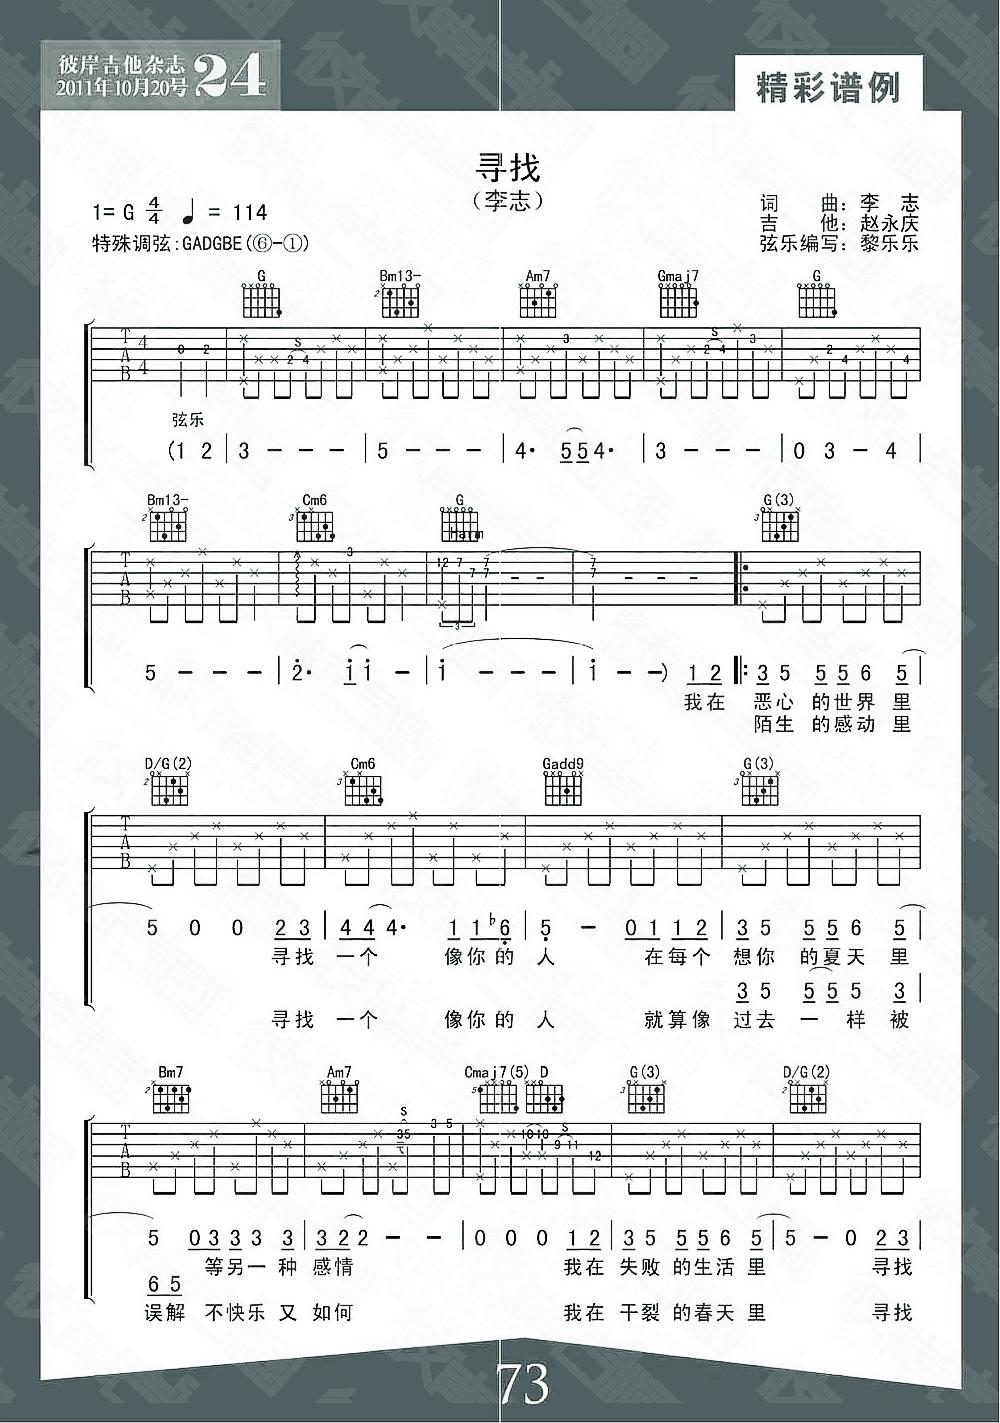 彼岸吉他杂志
2011年10月20号
24
精彩谱例
寻找
(李志)
1=G 4/4 ♩= 114
特殊调弦:GADGBE(⑥-①)
词 曲: 李 志
吉 他: 赵永庆
弦乐编写: 黎乐乐
G Bm13- Am7 Gmaj7 G
弦乐
(1 2 | 3 - - - | 5 - - - | 4· 554· | 3 - - - | 0 3 - 4 |
Bm13- Cm6 G G(3)
Harm
5 - - - | 2· 1 1 - | 1 - - - | 1 - - ) 1 2 |: 3 5 5 5 6 5 |
我在 恶心 的世界 里
陌生 的感动 里
D/G(2) Cm6 Gadd9 G(3)
5 0 0 2 3 | 4 4 4· 1 1 ♭6 | 5 - 0 1 1 2 | 3 5 5 5 6 5 |
寻找 一个 像你的 人 在每个 想你 的夏天 里
3 5 5 5 5 3 |
寻找 一个 像你的 人 就算像 过去 一 样 被
Bm7 Am7 Cmaj7(5) D G(3) D/G(2)
5 0 3 3 3 3 | 3 2 2 - - | 0 0 0 1 2 | 3 5 5 5 6 5 | 5 - 0 2 3 |
等另一 种 感情 我在 失败 的生活 里 寻找
6 5
误解 不快乐 又 如何 我在 干裂 的春天 里 寻找
73